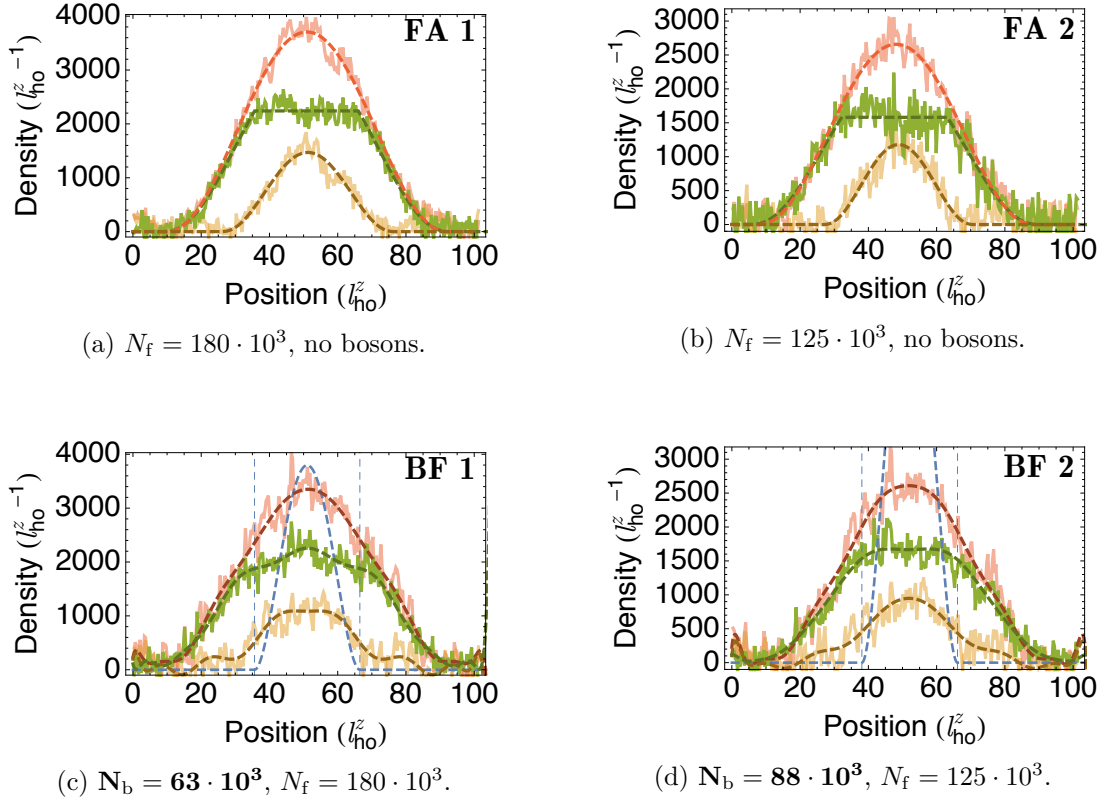 FA 1
Density (l_ho^z ^−1)
4000
3000
2000
1000
0
0 20 40 60 80 100
Position (l_ho^z)
(a) N_f = 180 · 10^3, no bosons.
FA 2
Density (l_ho^z ^−1)
3000
2500
2000
1500
1000
500
0
0 20 40 60 80 100
Position (l_ho^z)
(b) N_f = 125 · 10^3, no bosons.
BF 1
Density (l_ho^z ^−1)
4000
3000
2000
1000
0
0 20 40 60 80 100
Position (l_ho^z)
(c) N_b = 63 · 10^3, N_f = 180 · 10^3.
BF 2
Density (l_ho^z ^−1)
3000
2500
2000
1500
1000
500
0
0 20 40 60 80 100
Position (l_ho^z)
(d) N_b = 88 · 10^3, N_f = 125 · 10^3.